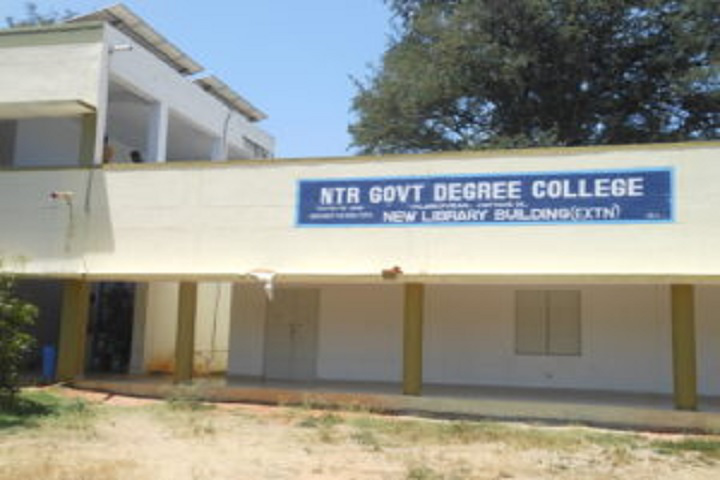 NTR GOVT DEGREE COLLEGE
NEW LIBRARY BUILDING(EXTN)